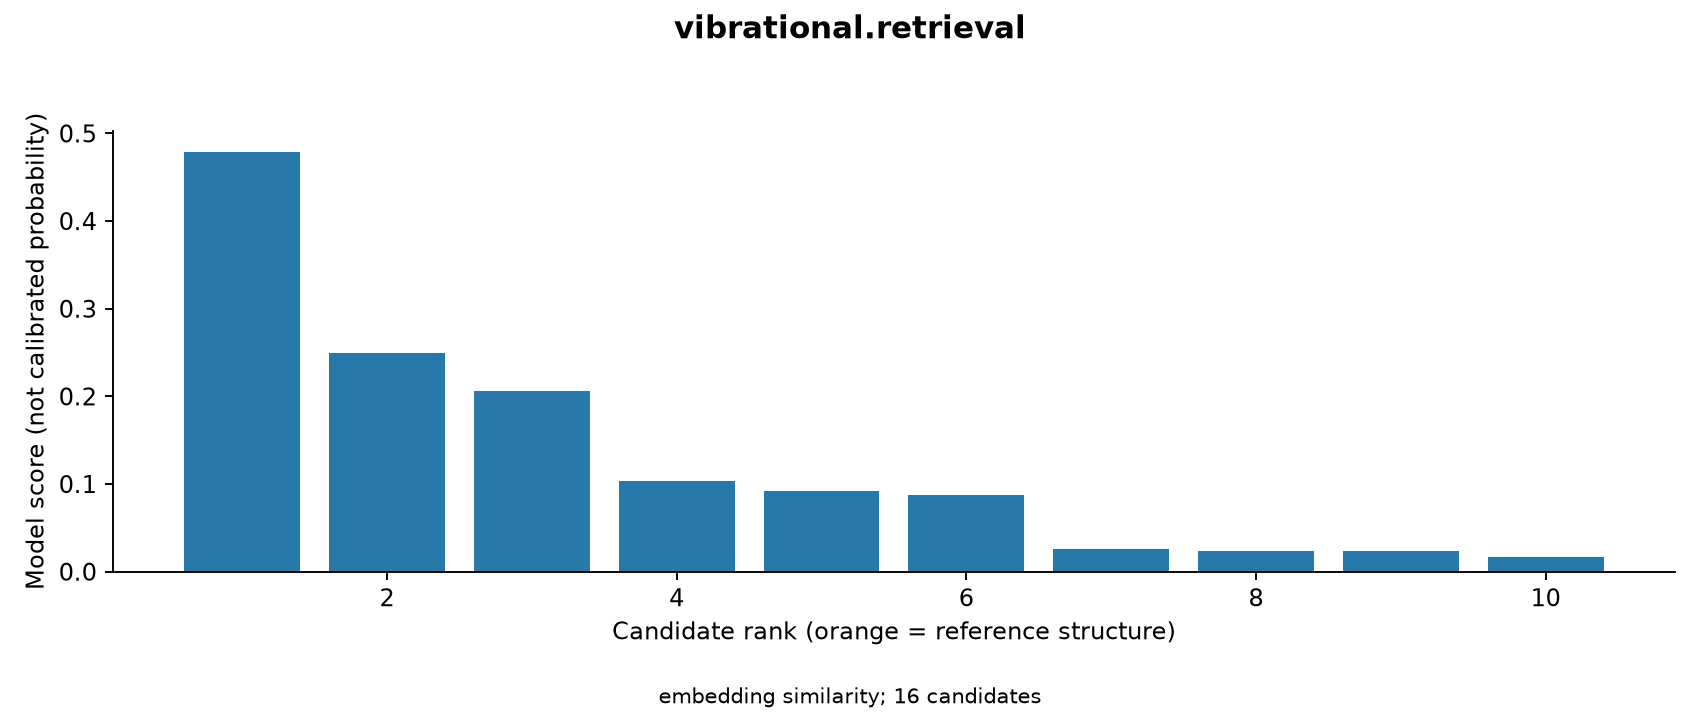 vibrational.retrieval
Model score (not calibrated probability)
0.5
0.4
0.3
0.2
0.1
0.0
2 4 6 8 10
Candidate rank (orange = reference structure)
embedding similarity; 16 candidates